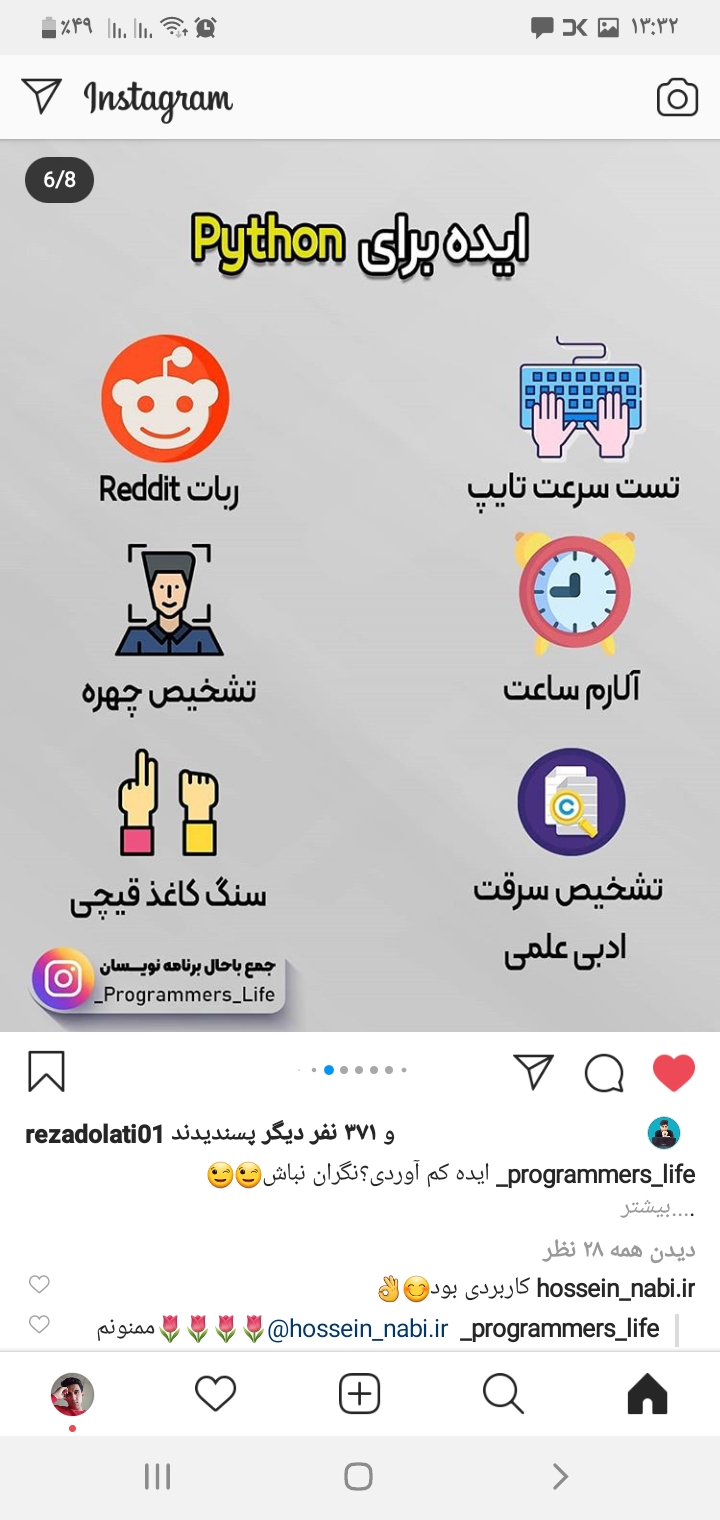 ٪۴۹
۱۳:۳۲
Instagram
6/8
ایده برای Python
تست سرعت تایپ
ربات Reddit
آلارم ساعت
تشخیص چهره
تشخیص سرقت
ادبی علمی
سنگ کاغذ قیچی
C
جمع باحال برنامه نویسان
_Programmers_Life
rezadolati01 و ۳۷۱ نفر دیگر پسندیدند
_programmers_life ایده کم آوردی؟نگران نباش😉😉
....بیشتر
دیدن همه ۲۸ نظر
hossein_nabi.ir کاربردی بود😊👌
_programmers_life @hossein_nabi.ir🌷🌷🌷🌷ممنونم